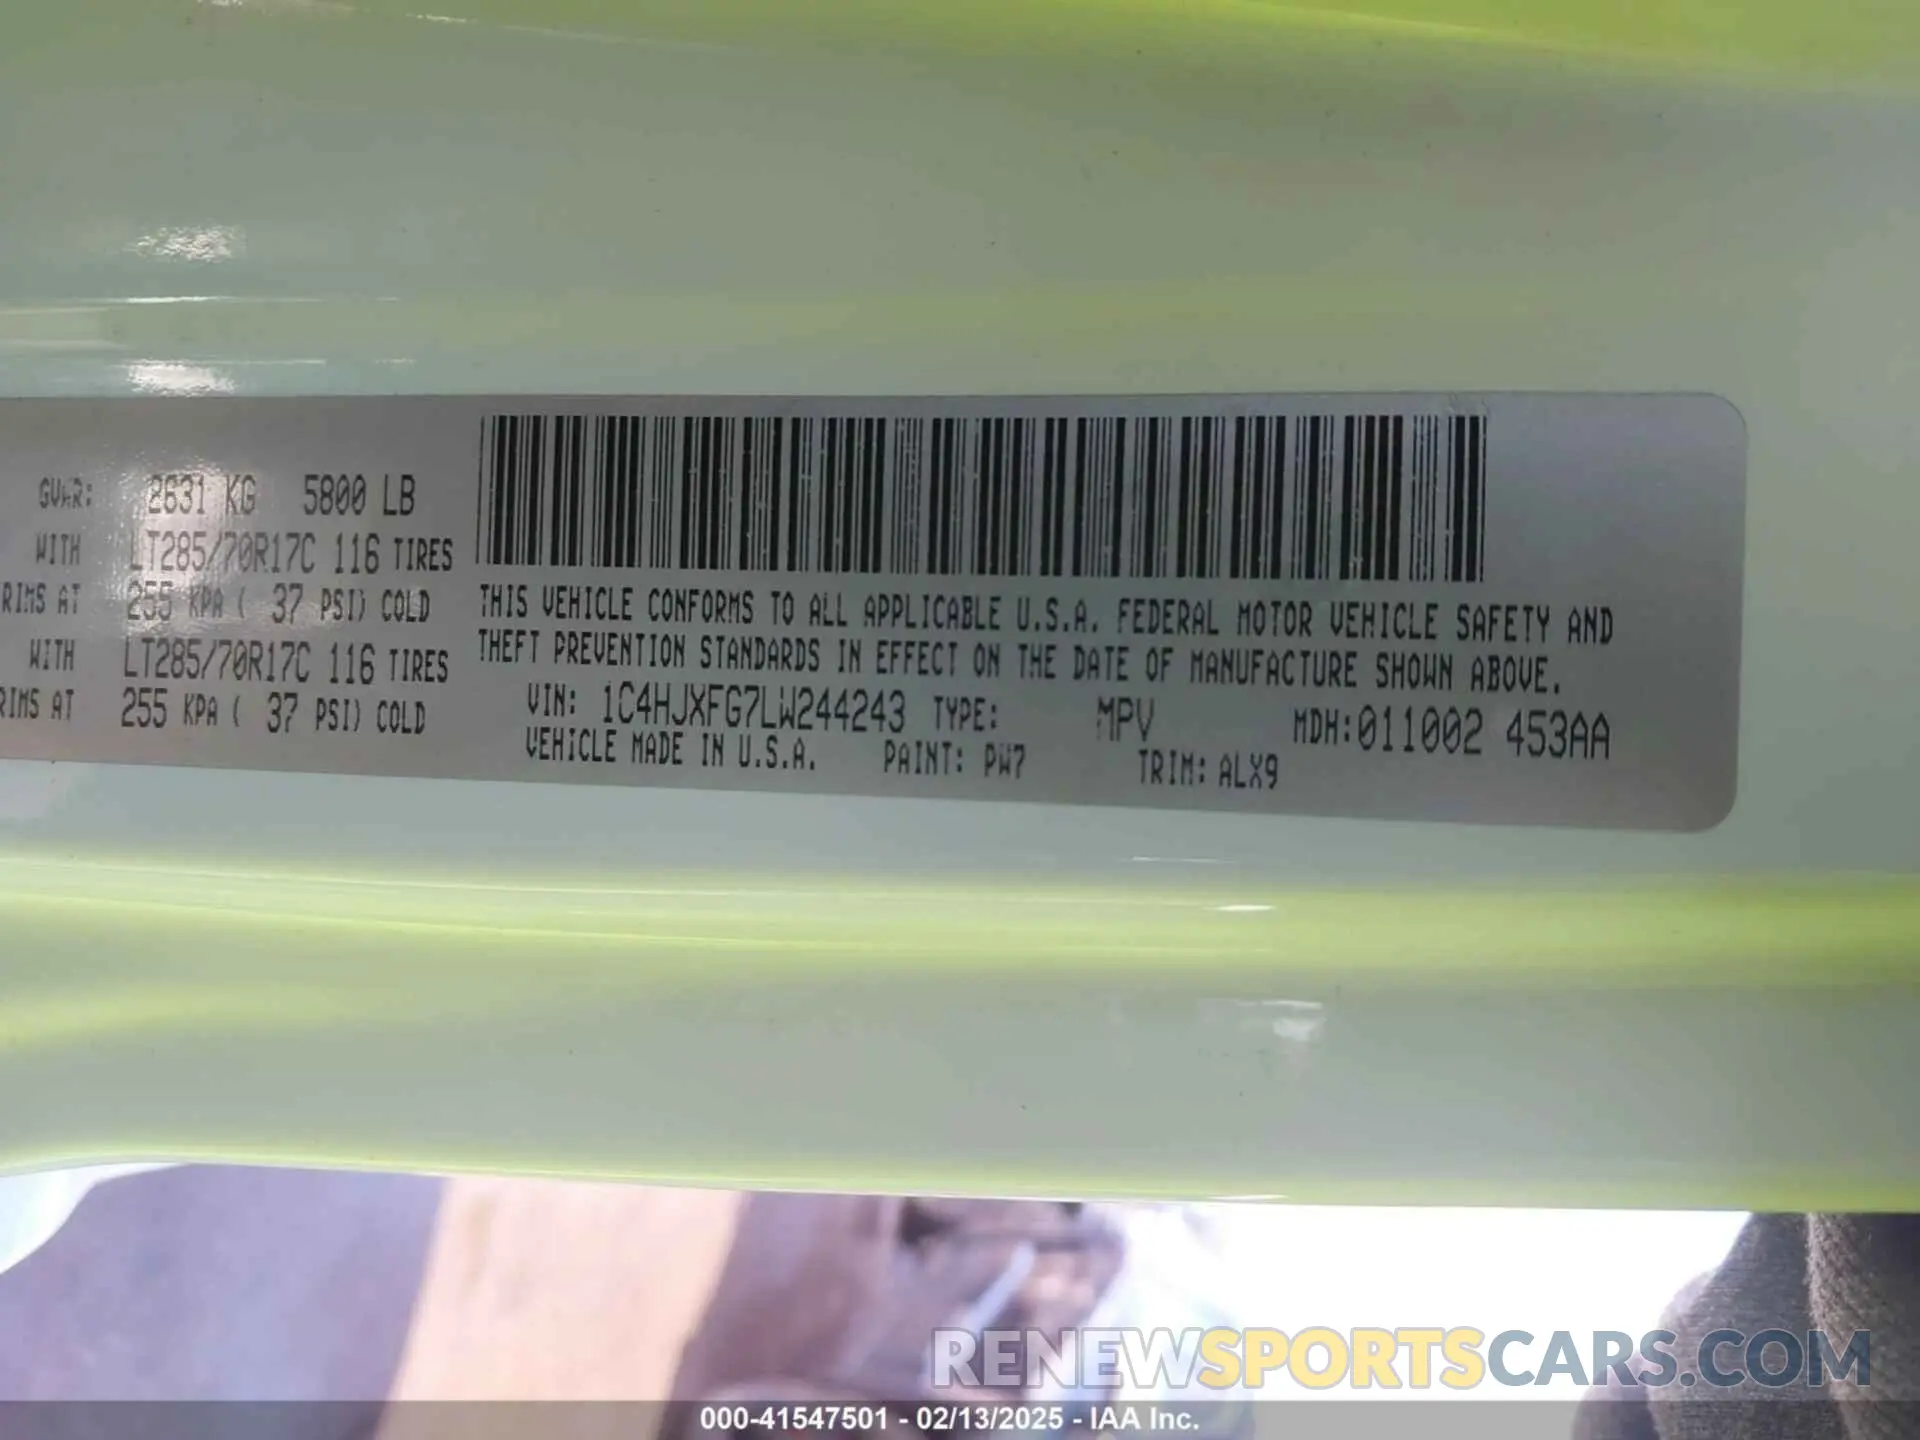 GVWR: 2631 KG 5800 LB
WITH LT285/70R17C 116 TIRES
RIMS AT 255 KPA ( 37 PSI) COLD
WITH LT285/70R17C 116 TIRES
RIMS AT 255 KPA ( 37 PSI) COLD
THIS VEHICLE CONFORMS TO ALL APPLICABLE U.S.A. FEDERAL MOTOR VEHICLE SAFETY AND
THEFT PREVENTION STANDARDS IN EFFECT ON THE DATE OF MANUFACTURE SHOWN ABOVE.
VIN: 1C4HJXFG7LW244243 TYPE: MPV MDH:011002 453AA
VEHICLE MADE IN U.S.A. PAINT: PW7 TRIM: ALX9
RENEWSPORTSCARS.COM
000-41547501 - 02/13/2025 - IAA Inc.